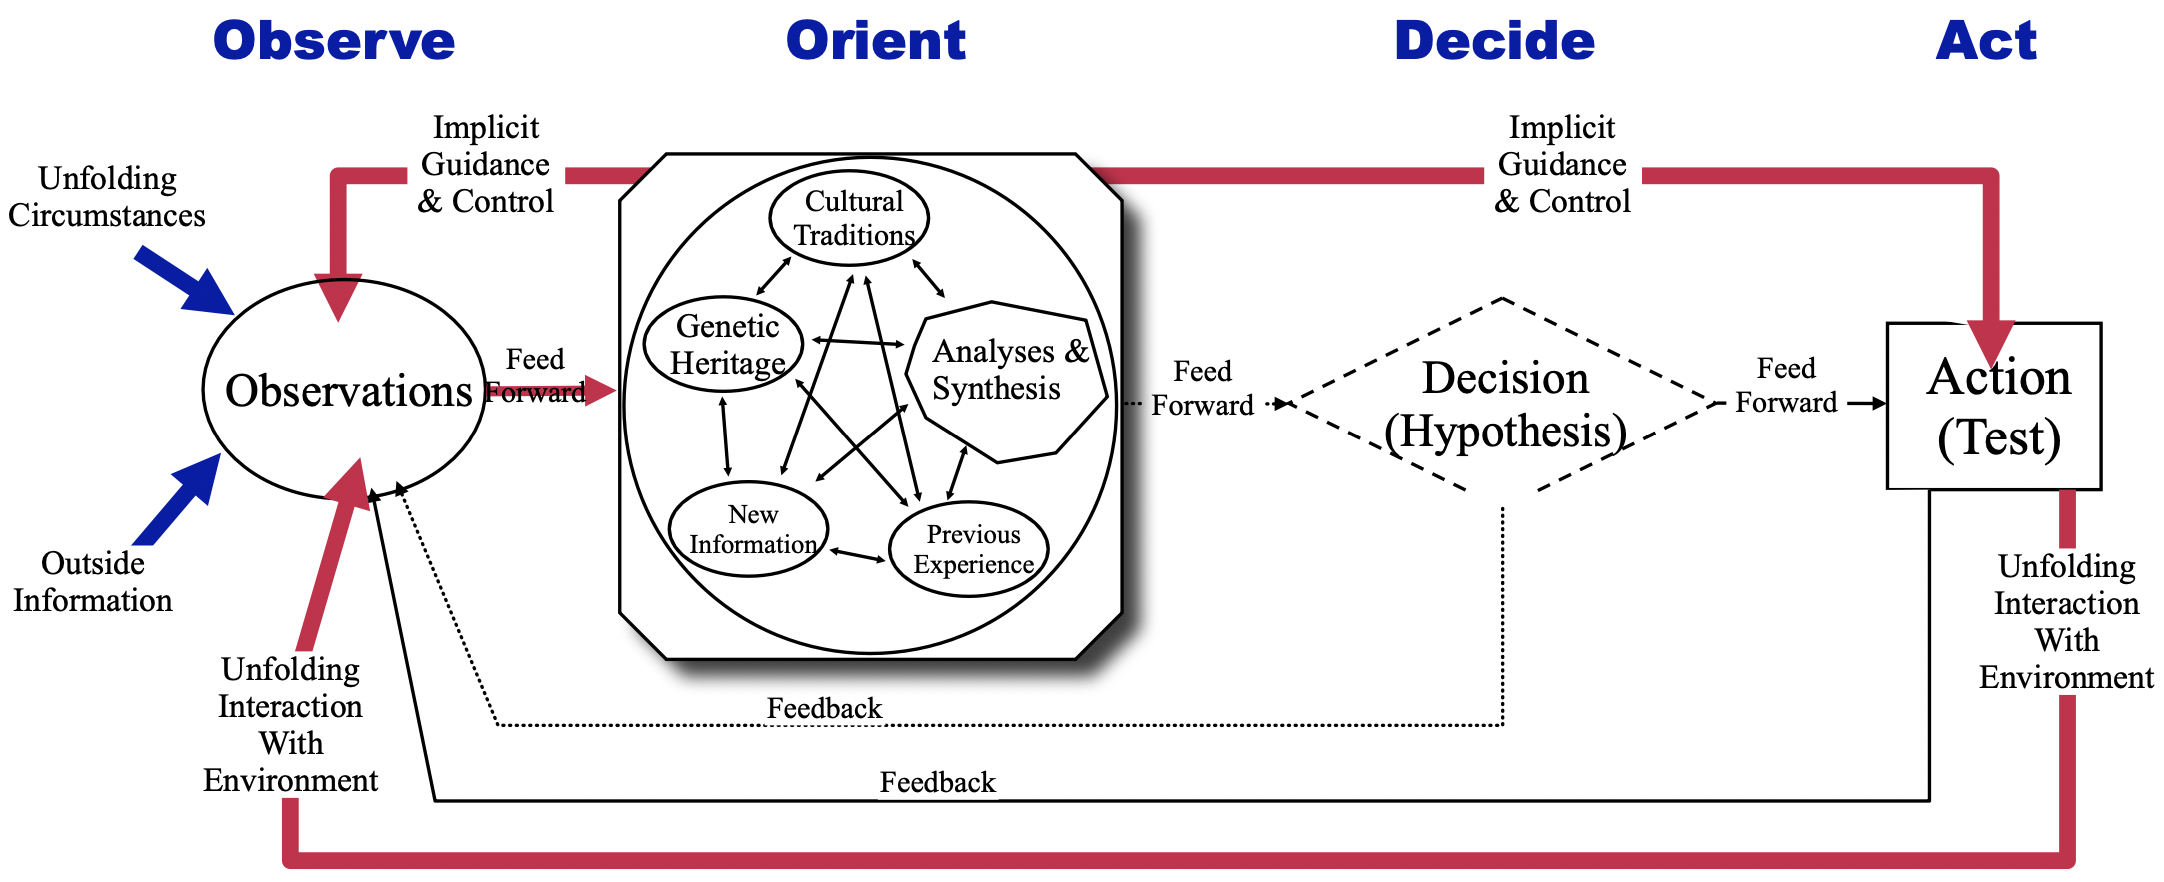 Observe
Orient
Decide
Act
Implicit
Guidance
& Control
Implicit
Guidance
& Control
Unfolding
Circumstances
Cultural
Traditions
Genetic
Heritage
Analyses &
Synthesis
New
Information
Previous
Experience
Observations
Feed
Forward
Feed
Forward
Decision
(Hypothesis)
Feed
Forward
Action
(Test)
Outside
Information
Unfolding
Interaction
With
Environment
Unfolding
Interaction
With
Environment
Feedback
Feedback